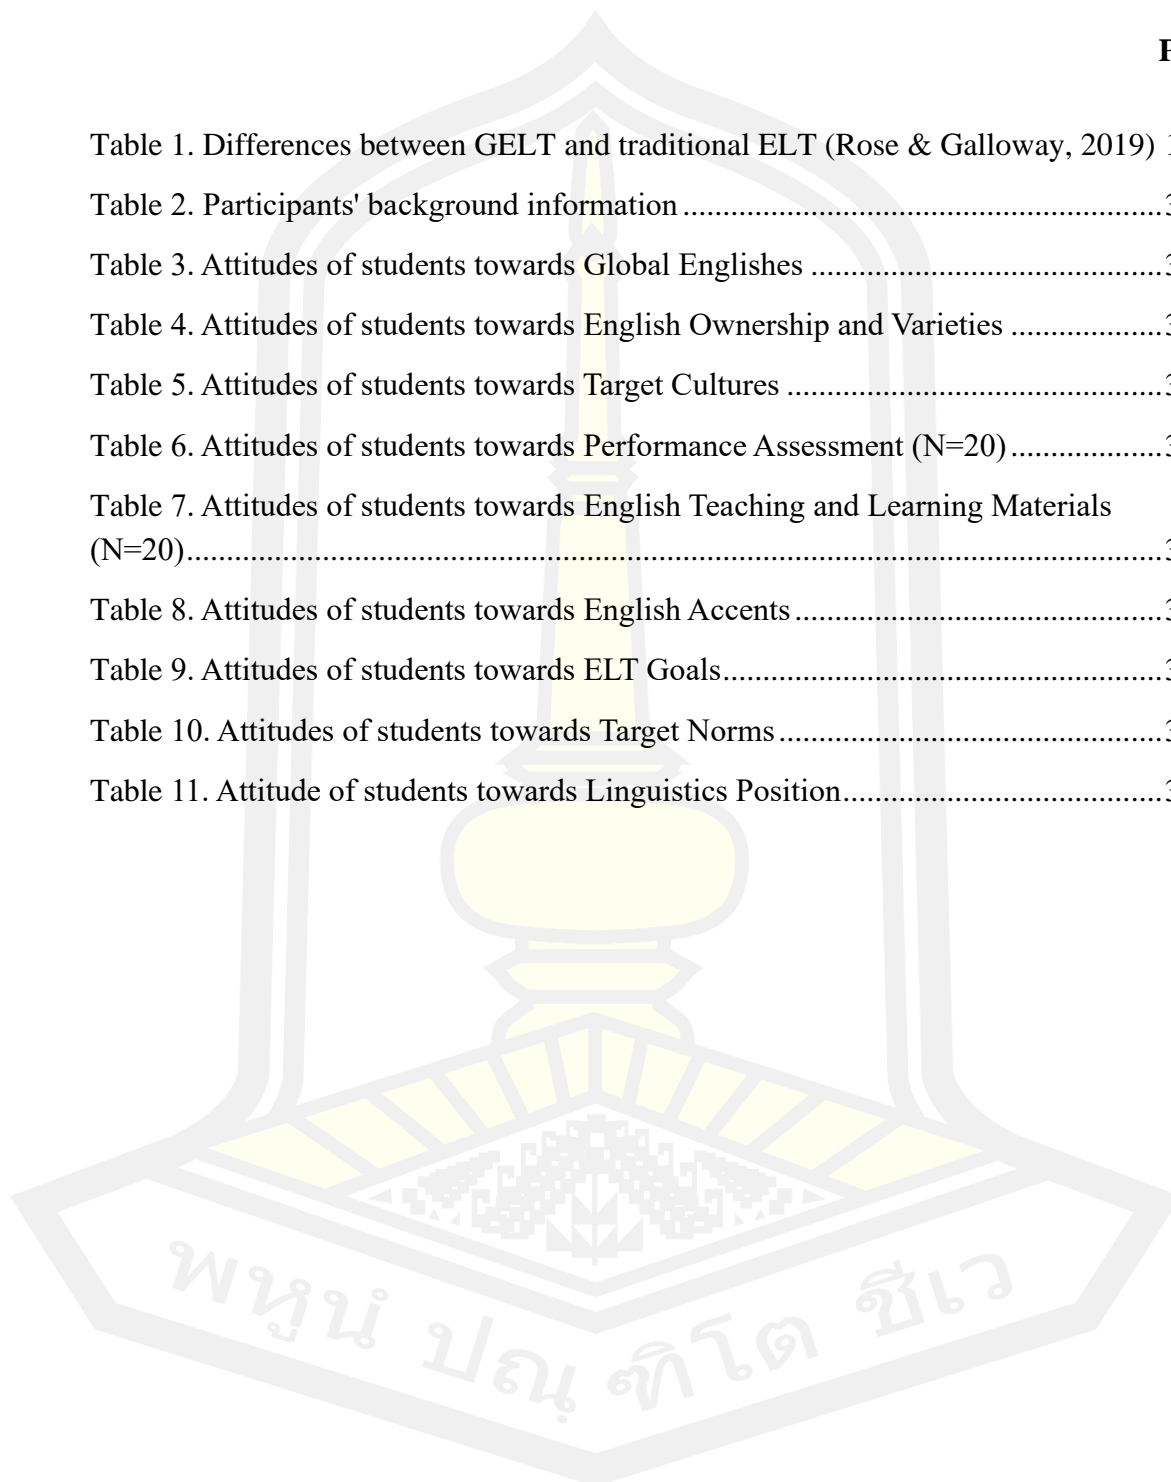 Table 1. Differences between GELT and traditional ELT (Rose & Galloway, 2019)
Table 2. Participants' background information ..................................................
Table 3. Attitudes of students towards Global Englishes .....................................
Table 4. Attitudes of students towards English Ownership and Varieties ................
Table 5. Attitudes of students towards Target Cultures ........................................
Table 6. Attitudes of students towards Performance Assessment (N=20) ................
Table 7. Attitudes of students towards English Teaching and Learning Materials
(N=20)......................................................................................................
Table 8. Attitudes of students towards English Accents .......................................
Table 9. Attitudes of students towards ELT Goals...............................................
Table 10. Attitudes of students towards Target Norms .........................................
Table 11. Attitude of students towards Linguistics Position..................................
พหูนํ ปณฺฑิโต ชีเว